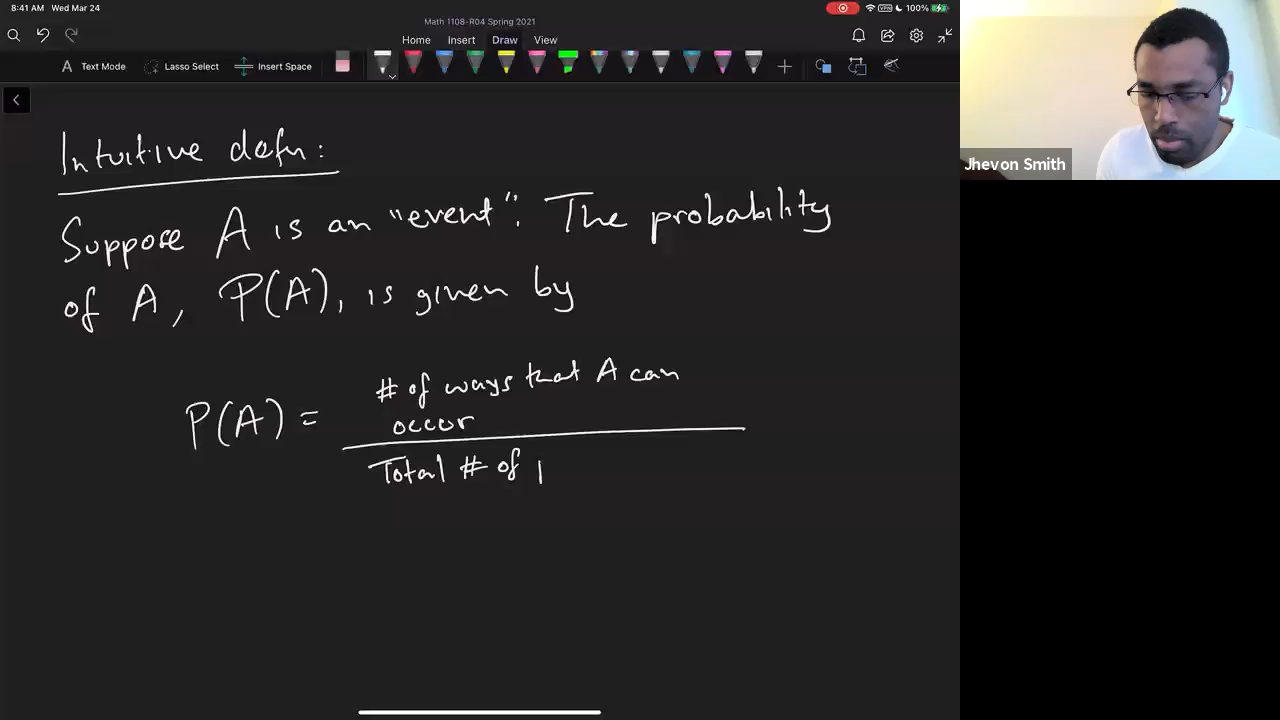 8:41 AM Wed Mar 24
100%
Math 1108-R04 Spring 2021
Home Insert Draw View
Text Mode Lasso Select Insert Space
Jhevon Smith
Intuitive defn:
Suppose A is an "event". The probability
of A, P(A), is given by
# of ways that A can
occur
P(A) =
Total # of